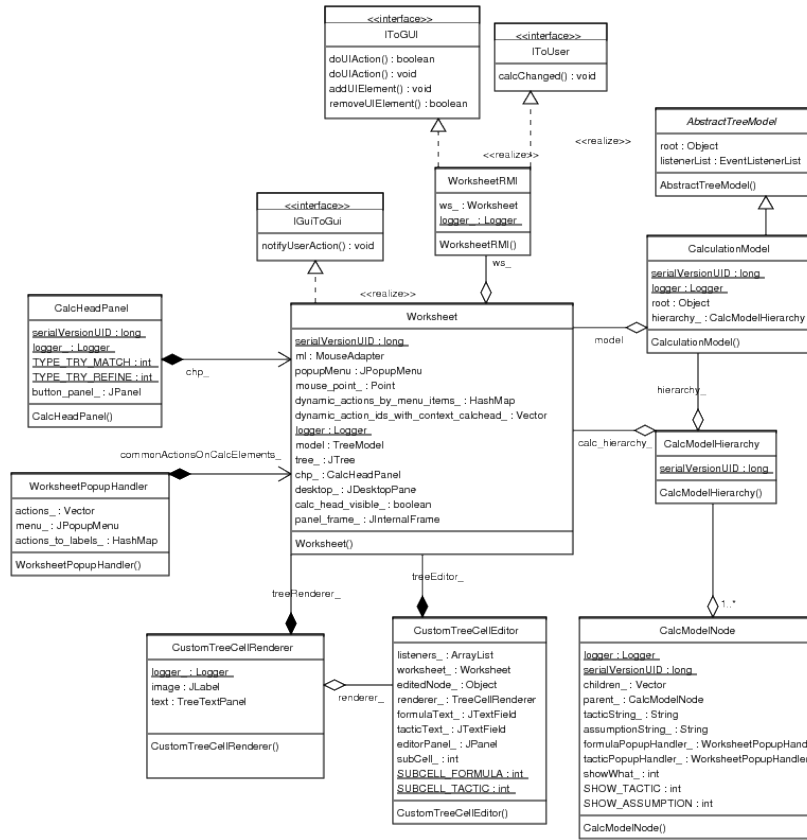 <<interface>>
IToGUI
doUIAction() : boolean
doUIAction() : void
addUIElement() : void
removeUIElement() : boolean
<<interface>>
IToUser
calcChanged() : void
<<realize>>
<<realize>>
AbstractTreeModel
root : Object
listenerList : EventListenerList
AbstractTreeModel()
WorksheetRMI
ws_ : Worksheet
logger_ : Logger
WorksheetRMI()
ws_
<<interface>>
IGuiToGui
notifyUserAction() : void
<<realize>>
CalculationModel
serialVersionUID : long
logger : Logger
root : Object
hierarchy_ : CalcModelHierarchy
CalculationModel()
model
hierarchy_
CalcHeadPanel
serialVersionUID : long
logger_ : Logger
TYPE_TRY_MATCH : int
TYPE_TRY_REFINE : int
button_panel_ : JPanel
CalcHeadPanel()
chp_
Worksheet
serialVersionUID : long
ml : MouseAdapter
popupMenu : JPopupMenu
mouse_point_ : Point
dynamic_actions_by_menu_items_ : HashMap
dynamic_action_ids_with_context_calchead_ : Vector
logger : Logger
model : TreeModel
tree_ : JTree
chp_ : CalcHeadPanel
desktop_ : JDesktopPane
calc_head_visible_ : boolean
panel_frame_ : JInternalFrame
Worksheet()
calc_hierarchy_
CalcModelHierarchy
serialVersionUID : long
CalcModelHierarchy()
commonActionsOnCalcElements_
WorksheetPopupHandler
actions_ : Vector
menu_ : JPopupMenu
actions_to_labels_ : HashMap
WorksheetPopupHandler()
treeRenderer_
treeEditor_
1..*
CustomTreeCellRenderer
logger_ : Logger
image : JLabel
text : TreeTextPanel
CustomTreeCellRenderer()
renderer_
CustomTreeCellEditor
listeners_ : ArrayList
worksheet_ : Worksheet
editedNode_ : Object
renderer_ : TreeCellRenderer
formulaText_ : JTextField
tacticText_ : JTextField
editorPanel_ : JPanel
subCell_ : int
SUBCELL_FORMULA : int
SUBCELL_TACTIC : int
CustomTreeCellEditor()
CalcModelNode
logger : Logger
serialVersionUID : long
children_ : Vector
parent_ : CalcModelNode
tacticString_ : String
assumptionString_ : String
formulaPopupHandler_ : WorksheetPopupHand
tacticPopupHandler_ : WorksheetPopupHandler
showWhat_ : int
SHOW_TACTIC : int
SHOW_ASSUMPTION : int
CalcModelNode()